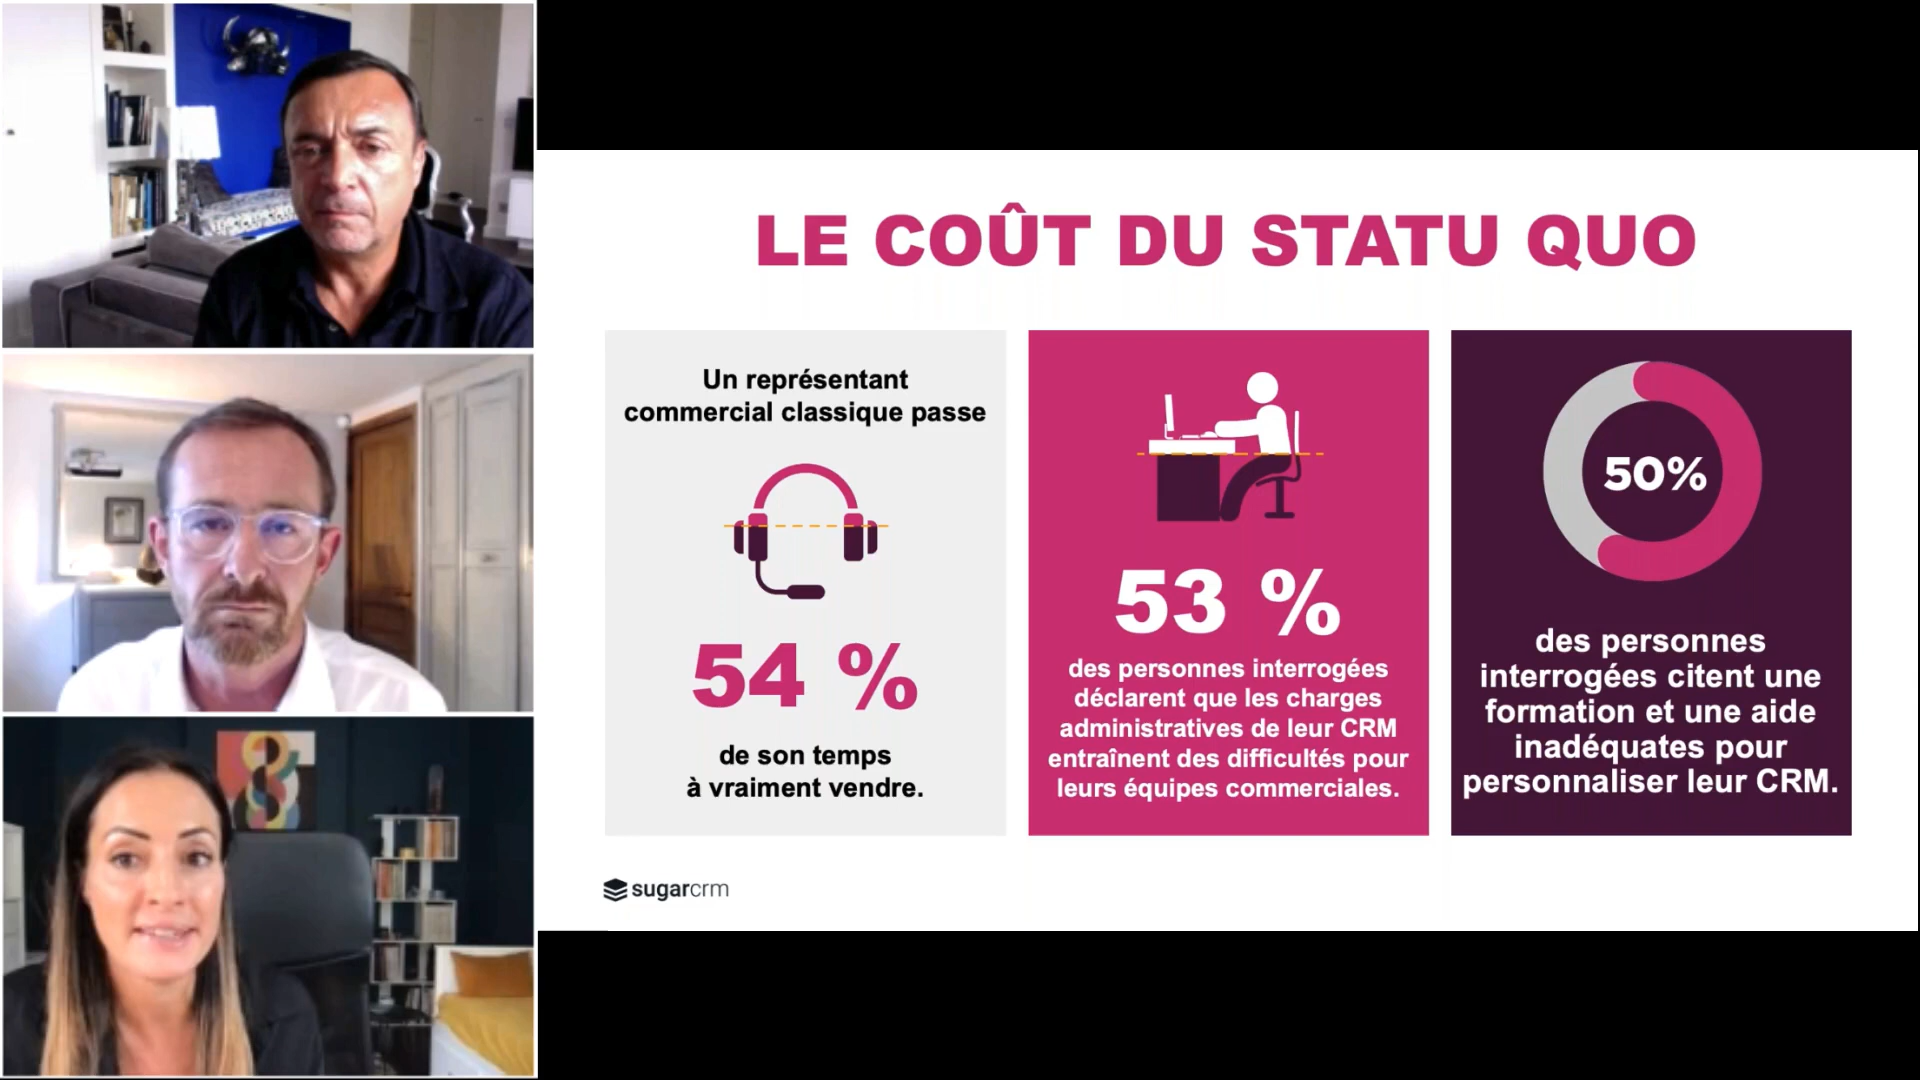 LE COÛT DU STATU QUO
Un représentant
commercial classique passe
54 %
de son temps
à vraiment vendre.
53 %
des personnes interrogées
déclarent que les charges
administratives de leur CRM
entraînent des difficultés pour
leurs équipes commerciales.
50%
des personnes
interrogées citent une
formation et une aide
inadéquates pour
personnaliser leur CRM.
sugarcrm